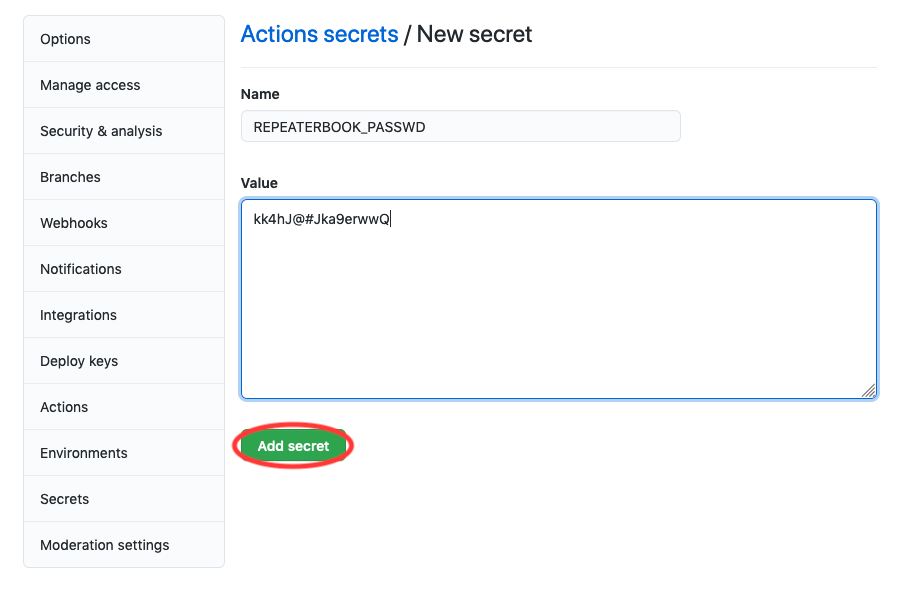 Options
Manage access
Security & analysis
Branches
Webhooks
Notifications
Integrations
Deploy keys
Actions
Environments
Secrets
Moderation settings
Actions secrets / New secret
Name
REPEATERBOOK_PASSWD
Value
kk4hJ@#Jka9erwwQ
Add secret